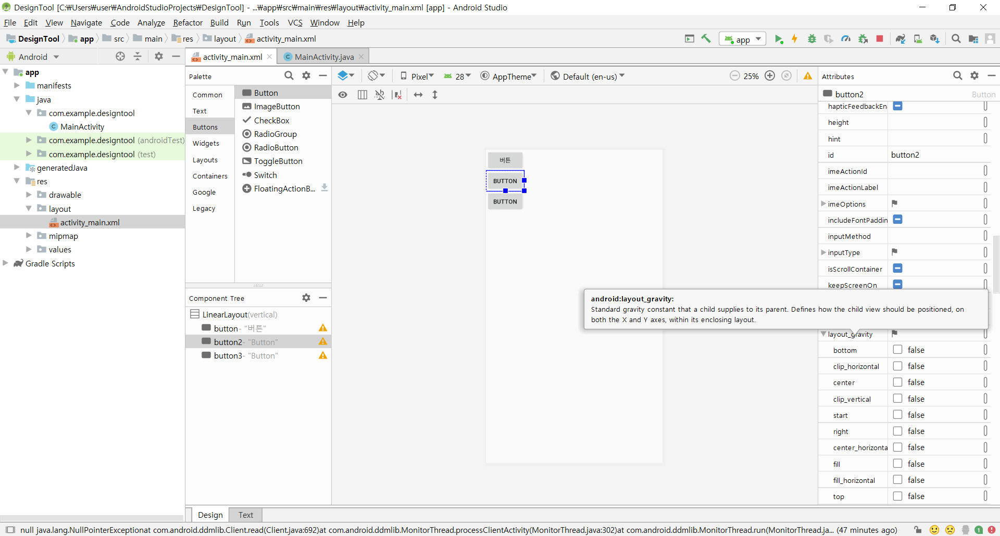 DesignTool [C:₩Users₩user₩AndroidStudioProjects₩DesignTool] - ...₩app₩src₩main₩res₩layout₩activity_main.xml [app] - Android Studio
File Edit View Navigate Code Analyze Refactor Build Run Tools VCS Window Help
DesignTool app src main res layout activity_main.xml app
Android
app
manifests
java
com.example.designtool
MainActivity
com.example.designtool (androidTest)
com.example.designtool (test)
generatedJava
res
drawable
layout
activity_main.xml
mipmap
values
Gradle Scripts
activity_main.xml MainActivity.java
Palette
Common
Text
Buttons
Widgets
Layouts
Containers
Google
Legacy
Button
ImageButton
CheckBox
RadioGroup
RadioButton
ToggleButton
Switch
FloatingActionB...
Component Tree
LinearLayout(vertical)
button- "버튼"
button2- "Button"
button3- "Button"
Pixel 28 AppTheme Default (en-us) 25%
버튼
BUTTON
BUTTON
Attributes
button2 Button
hapticFeedbackEn
height
hint
id button2
imeActionId
imeActionLabel
imeOptions
includeFontPaddin
inputMethod
inputType
isScrollContainer
keepScreenOn
android:layout_gravity:
Standard gravity constant that a child supplies to its parent. Defines how the child view should be positioned, on
both the X and Y axes, within its enclosing layout.
layout_gravity
bottom false
clip_horizontal false
center false
clip_vertical false
start false
right false
center_horizonta false
fill false
fill_horizontal false
top false
Design Text
null java.lang.NullPointerExceptionat com.android.ddmlib.Client.read(Client.java:692)at com.android.ddmlib.MonitorThread.processClientActivity(MonitorThread.java:302)at com.android.ddmlib.MonitorThread.run(MonitorThread.ja... (47 minutes ago) 1